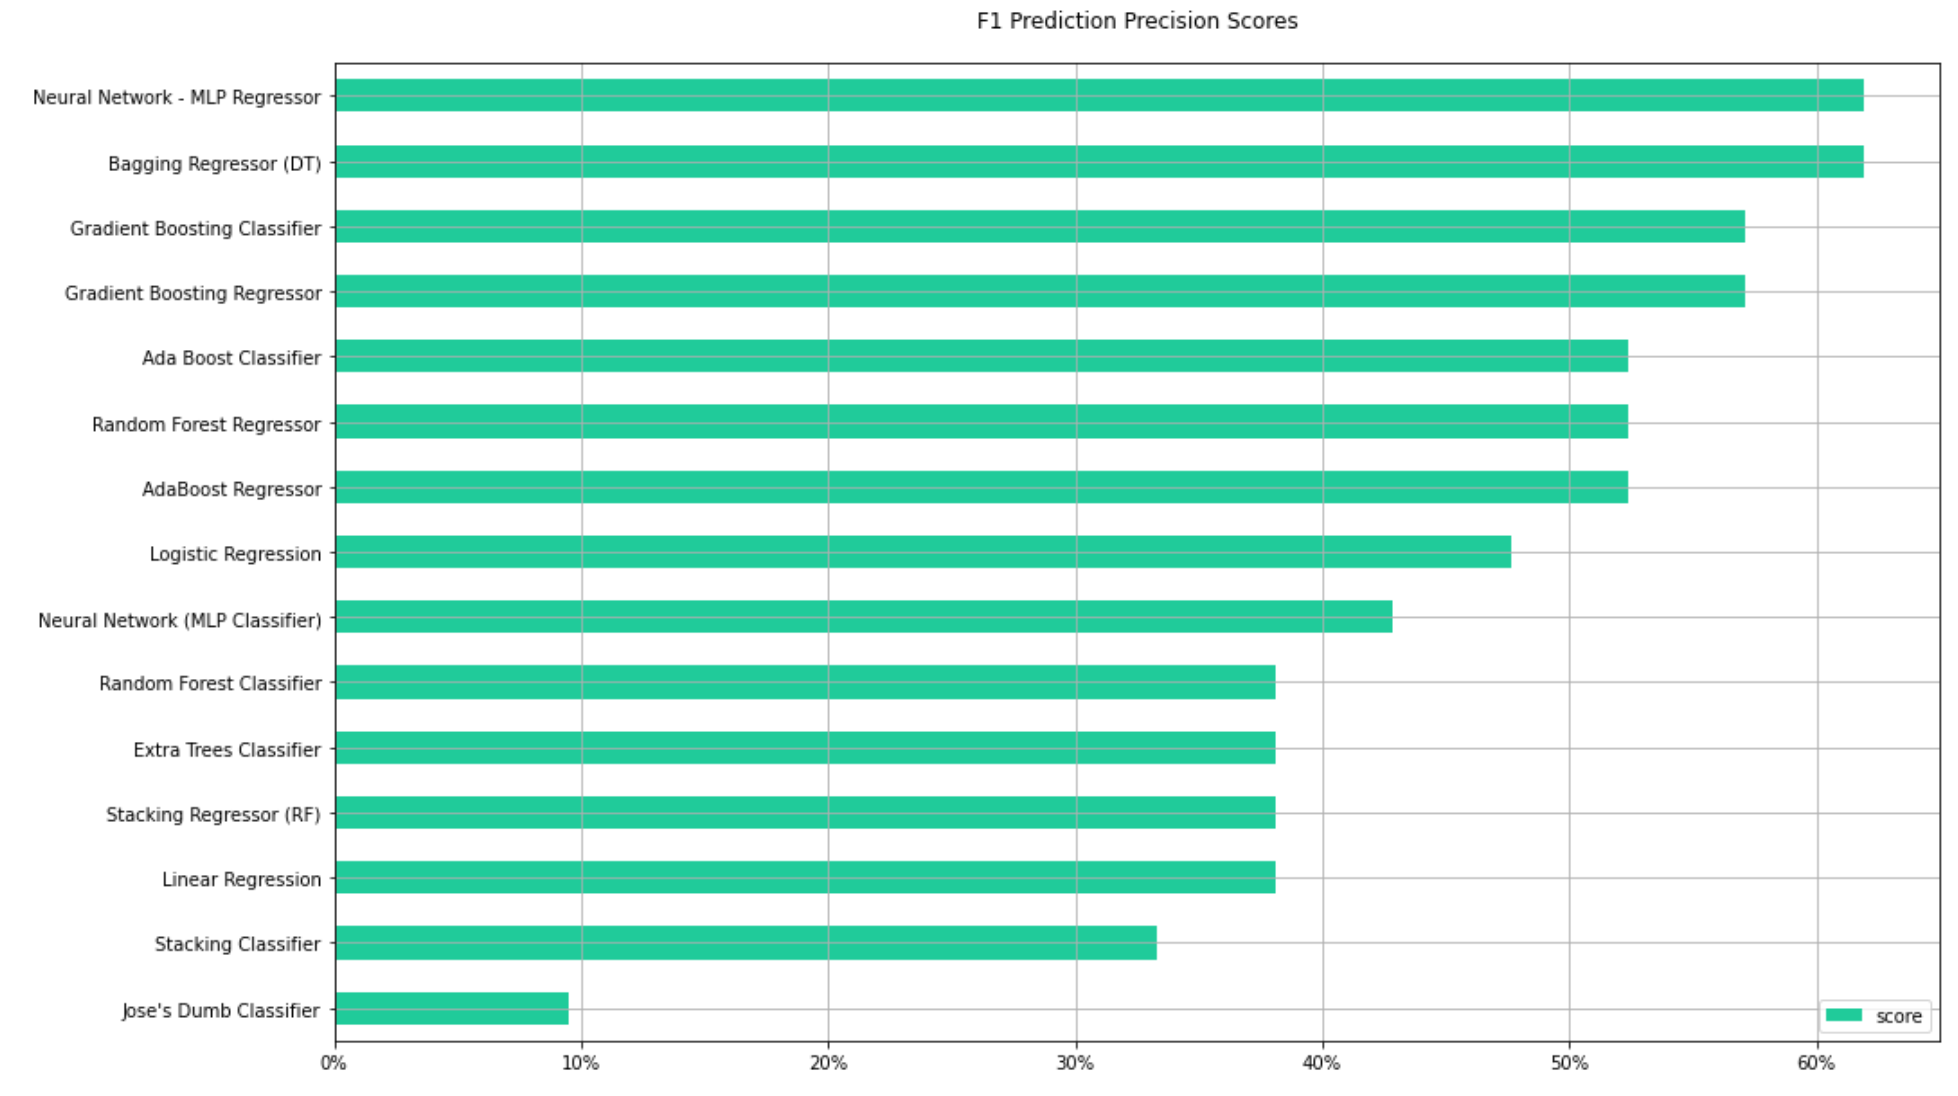 F1 Prediction Precision Scores
Neural Network - MLP Regressor
Bagging Regressor (DT)
Gradient Boosting Classifier
Gradient Boosting Regressor
Ada Boost Classifier
Random Forest Regressor
AdaBoost Regressor
Logistic Regression
Neural Network (MLP Classifier)
Random Forest Classifier
Extra Trees Classifier
Stacking Regressor (RF)
Linear Regression
Stacking Classifier
Jose's Dumb Classifier
score
0% 10% 20% 30% 40% 50% 60%